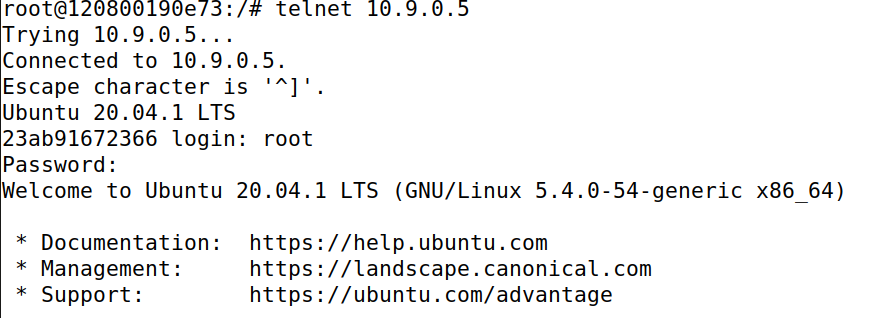 root@120800190e73:/# telnet 10.9.0.5
Trying 10.9.0.5...
Connected to 10.9.0.5.
Escape character is '^]'.
Ubuntu 20.04.1 LTS
23ab91672366 login: root
Password:
Welcome to Ubuntu 20.04.1 LTS (GNU/Linux 5.4.0-54-generic x86_64)

 * Documentation:  https://help.ubuntu.com
 * Management:     https://landscape.canonical.com
 * Support:        https://ubuntu.com/advantage